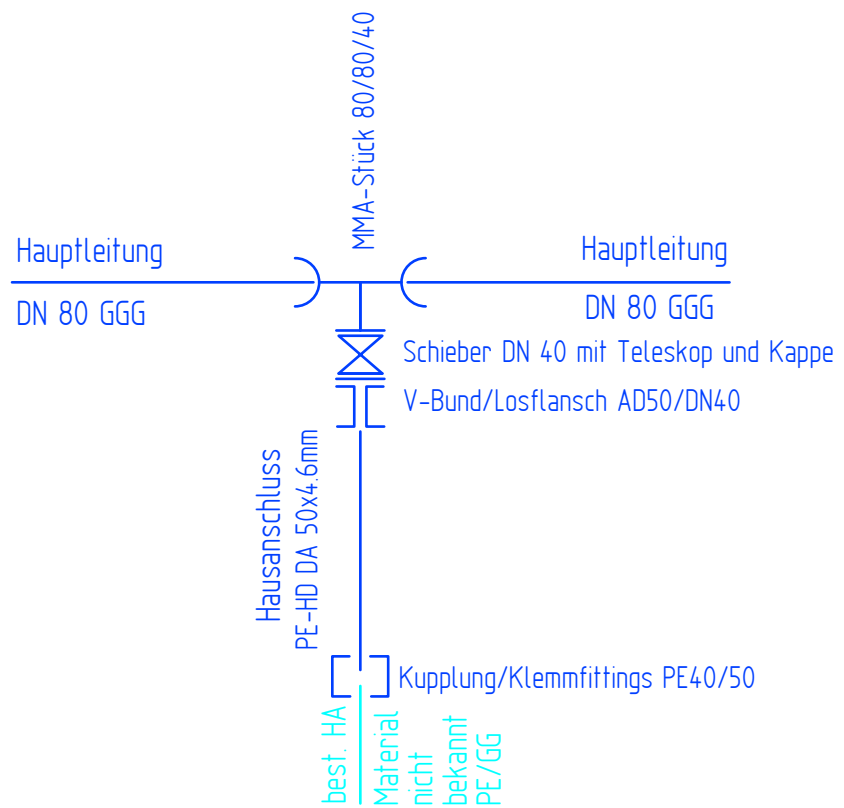 MMA-Stück 80/80/40
Hauptleitung
DN 80 GGG
Hauptleitung
DN 80 GGG
Schieber DN 40 mit Teleskop und Kappe
V-Bund/Losflansch AD50/DN40
Hausanschluss
PE-HD DA 50x4.6mm
Kupplung/Klemmfittings PE40/50
best. HA
Material
nicht
bekannt
PE/GG